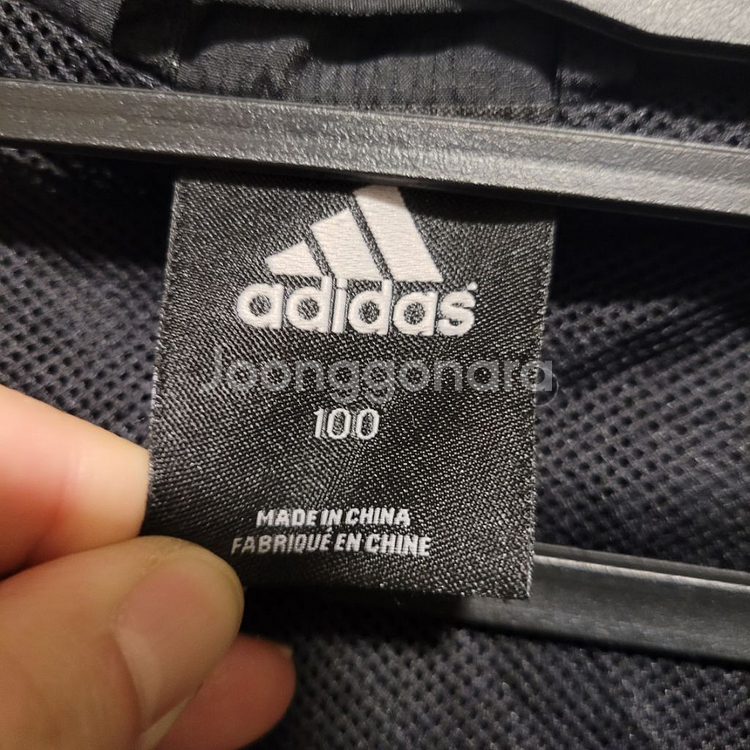 adidas
Joonggonara
100
MADE IN CHINA
FABRIQUÉ EN CHINE